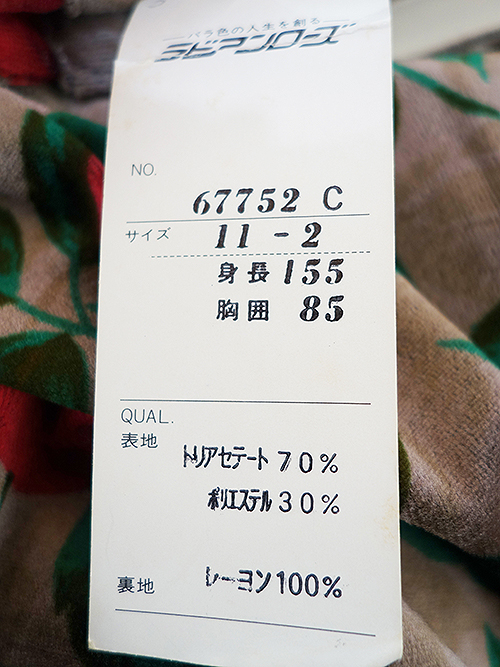 バラ色の人生を創る
ラビアンローズ
NO.
67752 C
サイズ 11-2
身長 155
胸囲 85
QUAL.
表地
トリアセテート 70%
ポリエステル 30%
裏地 レーヨン 100%